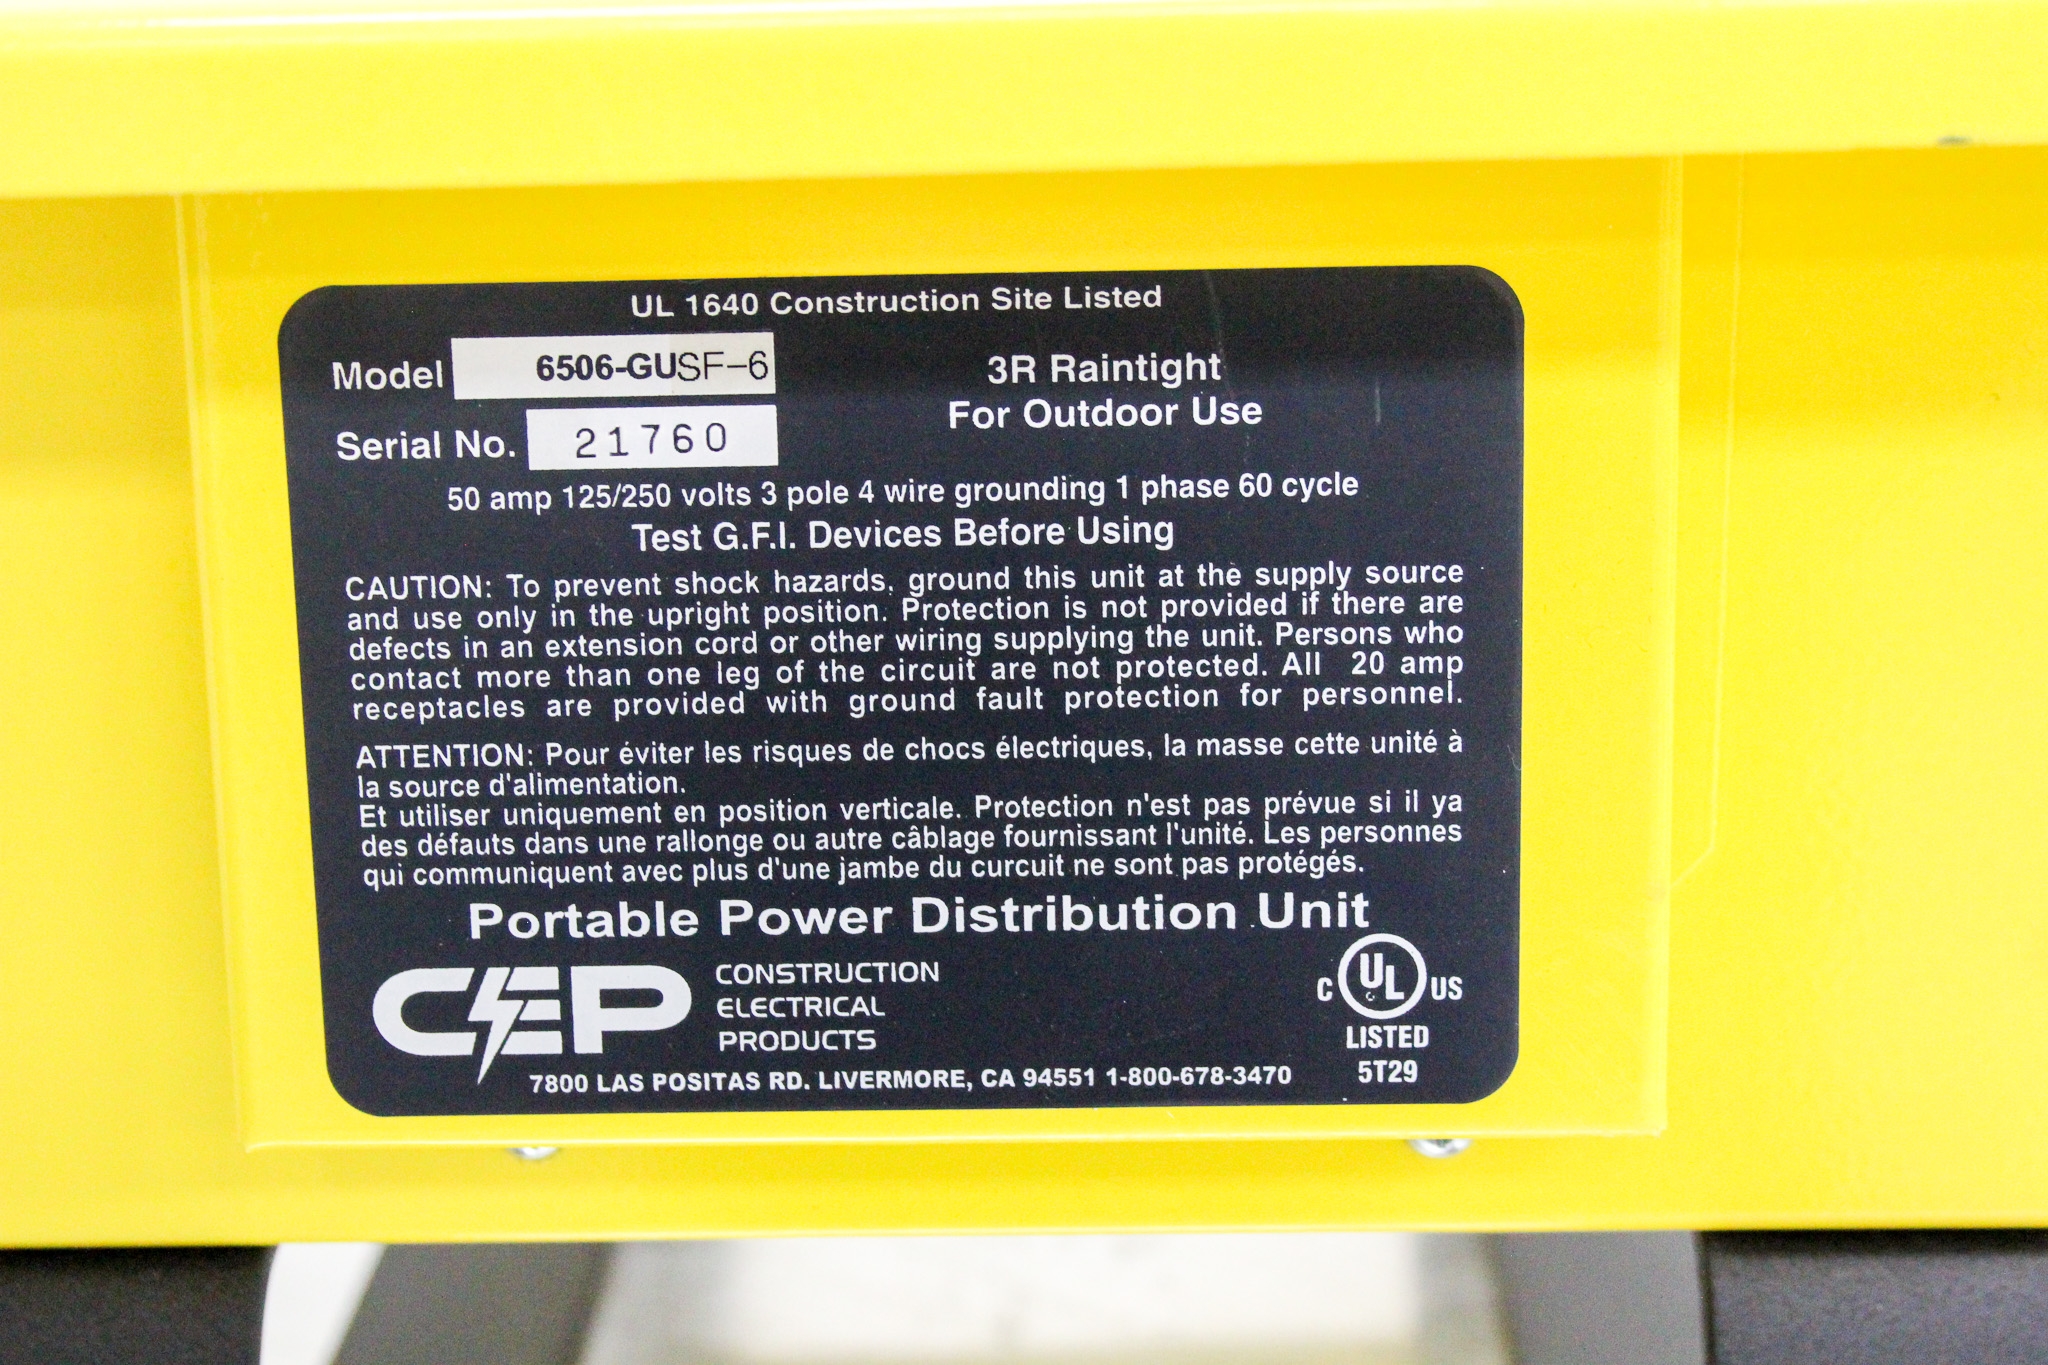 UL 1640 Construction Site Listed
Model 6506-GUSF-6
3R Raintight
For Outdoor Use
Serial No. 21760
50 amp 125/250 volts 3 pole 4 wire grounding 1 phase 60 cycle
Test G.F.I. Devices Before Using
CAUTION: To prevent shock hazards, ground this unit at the supply source
and use only in the upright position. Protection is not provided if there are
defects in an extension cord or other wiring supplying the unit. Persons who
contact more than one leg of the circuit are not protected. All 20 amp
receptacles are provided with ground fault protection for personnel.
ATTENTION: Pour éviter les risques de chocs électriques, la masse cette unité à
la source d'alimentation.
Et utiliser uniquement en position verticale. Protection n'est pas prévue si il ya
des défauts dans une rallonge ou autre câblage fournissant l'unité. Les personnes
qui communiquent avec plus d'une jambe du curcuit ne sont pas protégés.
Portable Power Distribution Unit
CEP
CONSTRUCTION
ELECTRICAL
PRODUCTS
C UL US
LISTED
5T29
7800 LAS POSITAS RD. LIVERMORE, CA 94551 1-800-678-3470